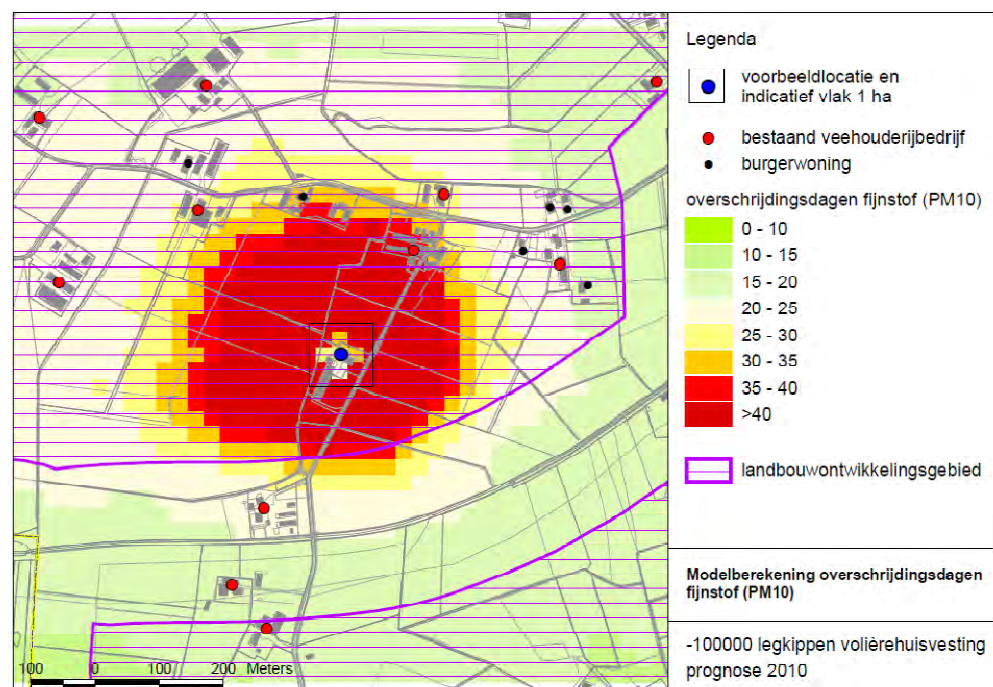 Legenda
voorbeeldlocatie en
indicatief vlak 1 ha
bestaand veehouderijbedrijf
burgerwoning
overschrijdingsdagen fijnstof (PM10)
0 - 10
10 - 15
15 - 20
20 - 25
25 - 30
30 - 35
35 - 40
>40
landbouwontwikkelingsgebied
Modelberekening overschrijdingsdagen
fijnstof (PM10)
-100000 legkippen volièrehuisvesting
prognose 2010
100 0 100 200 Meters